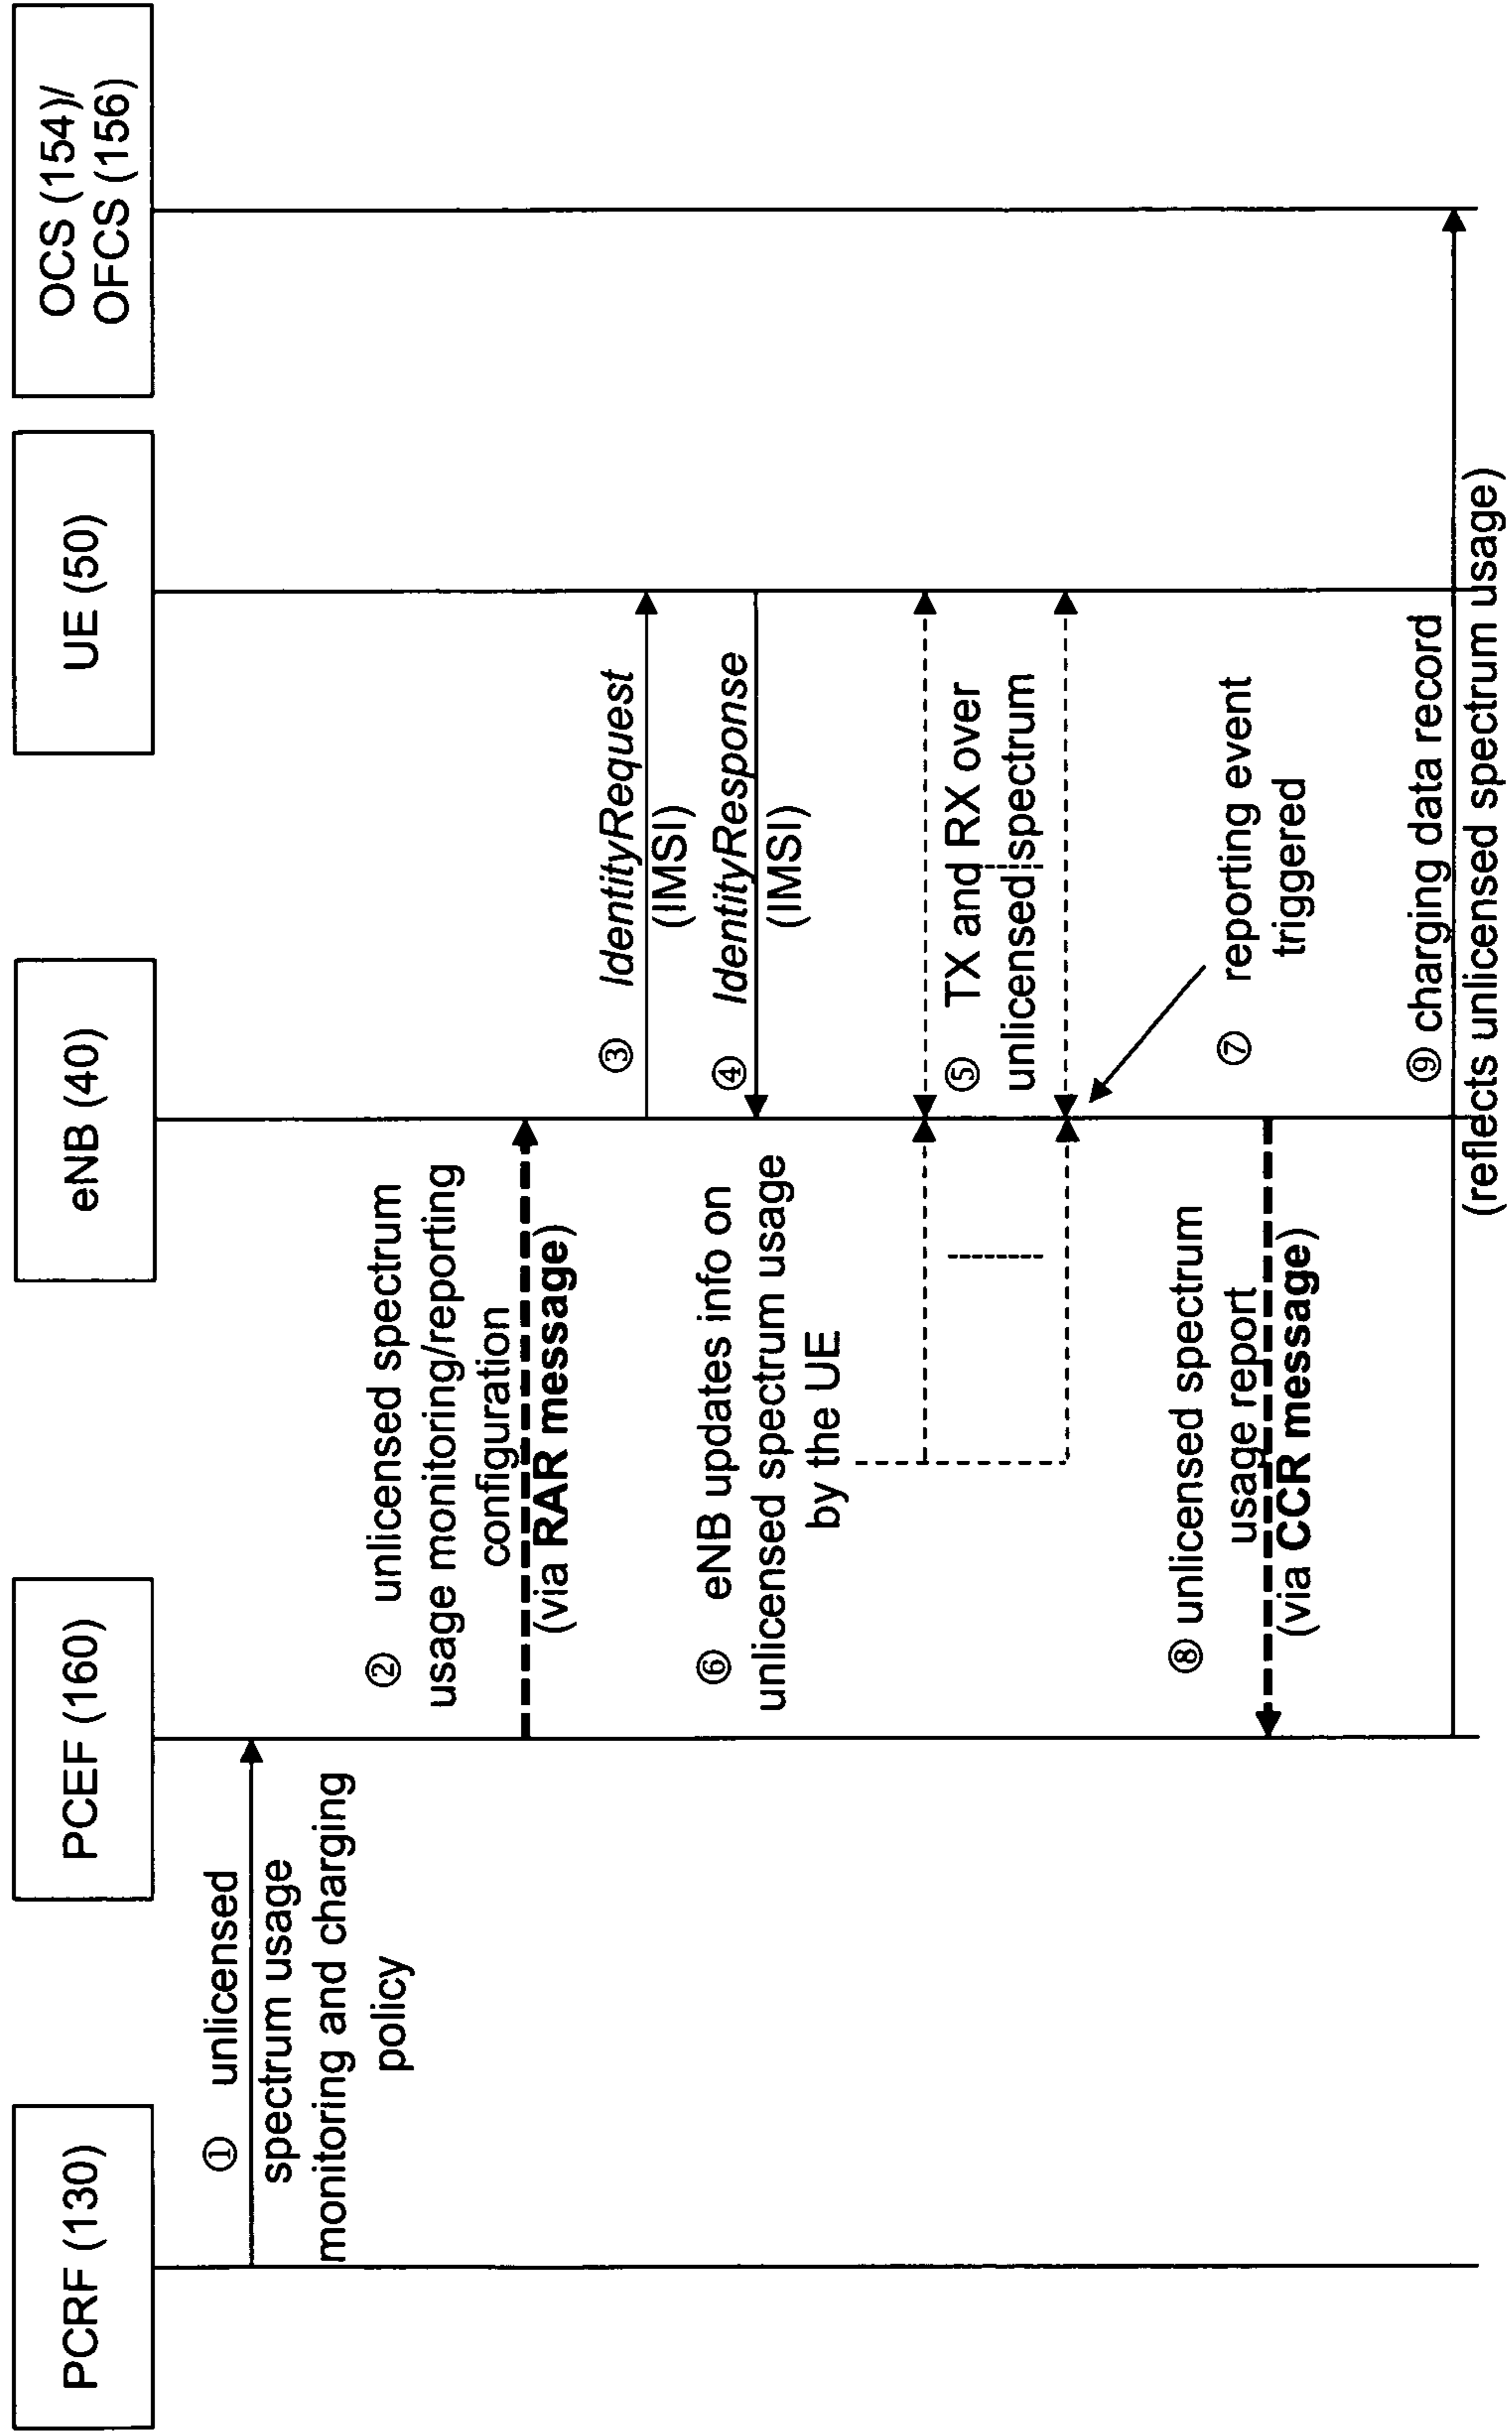 PCRF (130)
PCEF (160)
eNB (40)
UE (50)
OCS (154)/
OFCS (156)
① unlicensed
spectrum usage
monitoring and charging
policy
② unlicensed spectrum
usage monitoring/reporting
configuration
(via RAR message)
③ IdentityRequest
(IMSI)
④ IdentityResponse
(IMSI)
⑤ TX and RX over
unlicensed spectrum
⑥ eNB updates info on
unlicensed spectrum usage
by the UE
⑦ reporting event
triggered
⑧ unlicensed spectrum
usage report
(via CCR message)
⑨ charging data record
(reflects unlicensed spectrum usage)